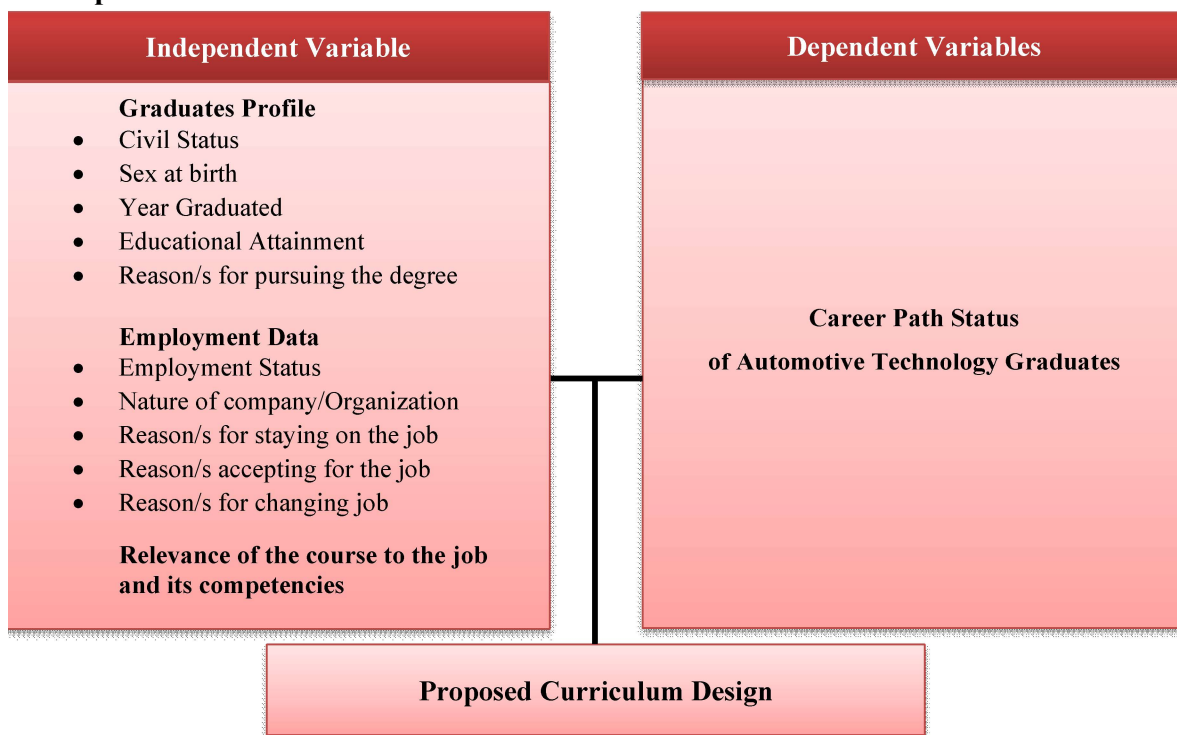 Independent Variable
Graduates Profile
• Civil Status
• Sex at birth
• Year Graduated
• Educational Attainment
• Reason/s for pursuing the degree
Employment Data
• Employment Status
• Nature of company/Organization
• Reason/s for staying on the job
• Reason/s accepting for the job
• Reason/s for changing job
Relevance of the course to the job
and its competencies
Dependent Variables
Career Path Status
of Automotive Technology Graduates
Proposed Curriculum Design